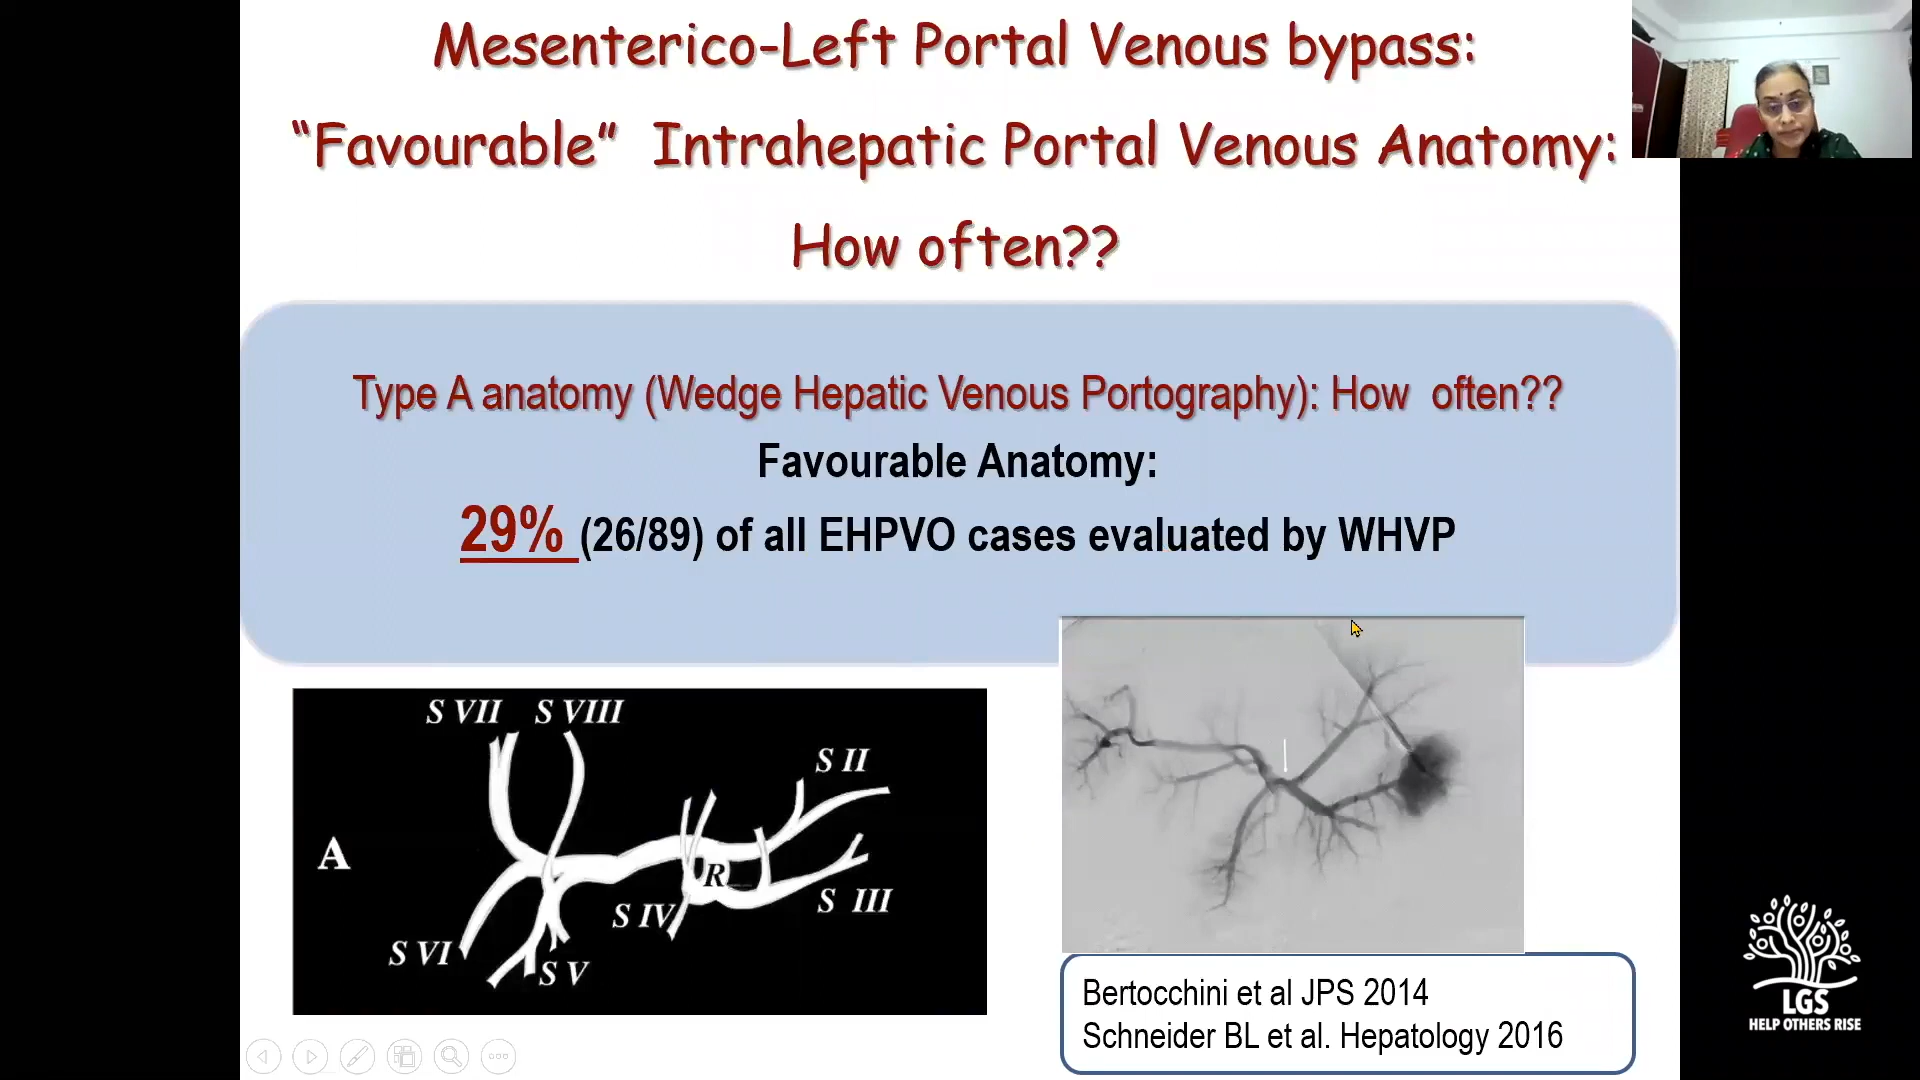 Mesenterico-Left Portal Venous bypass:
“Favourable” Intrahepatic Portal Venous Anatomy:
How often??
Type A anatomy (Wedge Hepatic Venous Portography): How often??
Favourable Anatomy:
29% (26/89) of all EHPVO cases evaluated by WHVP
S VII S VIII
S II
A
R
S III
S IV
S VI
S V
Bertocchini et al JPS 2014
Schneider BL et al. Hepatology 2016
LGS
HELP OTHERS RISE